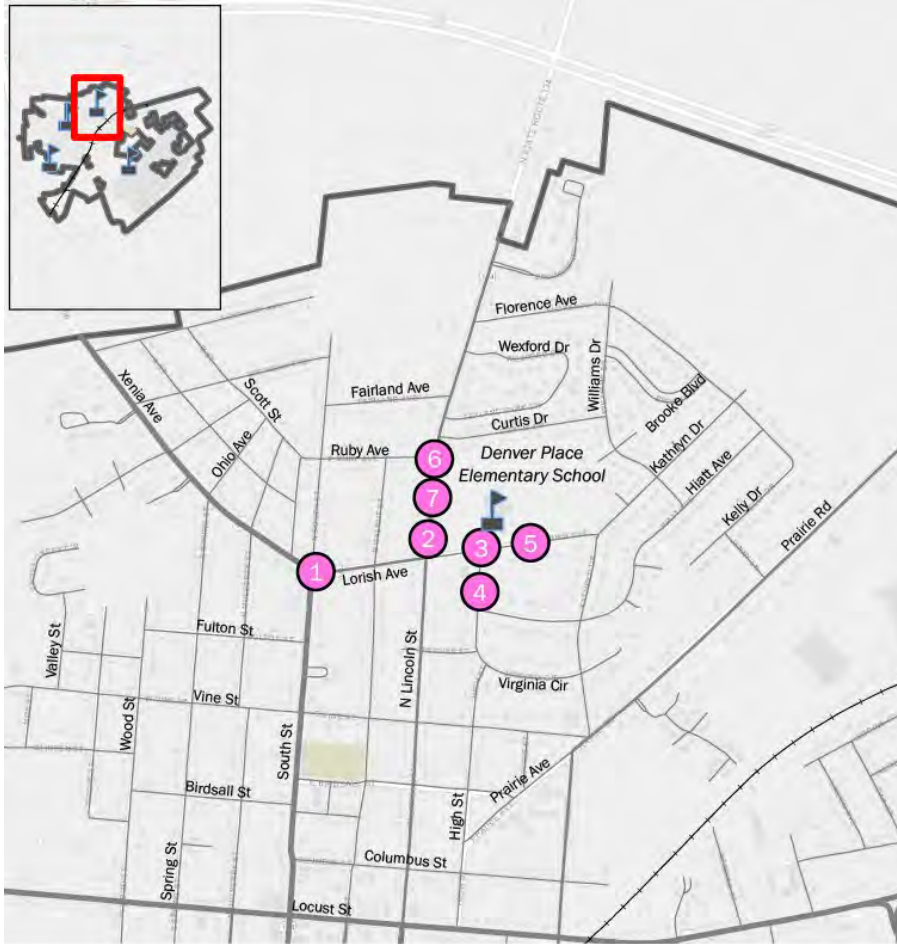 N STATE ROUTE 134
Florence Ave
Wexford Dr
Williams Dr
Xenia Ave
Scott St
Fairland Ave
Brooke Blvd
Curtis Dr
Kathryn Dr
Ohio Ave
Ruby Ave
6
Denver Place
Elementary School
Hiatt Ave
7
Kelly Dr
Prairie Rd
2
3
5
1
Lorish Ave
4
Fulton St
Valley St
N Lincoln St
Virginia Cir
Vine St
Wood St
South St
Birdsall St
Prairie Ave
High St
Columbus St
Spring St
Locust St